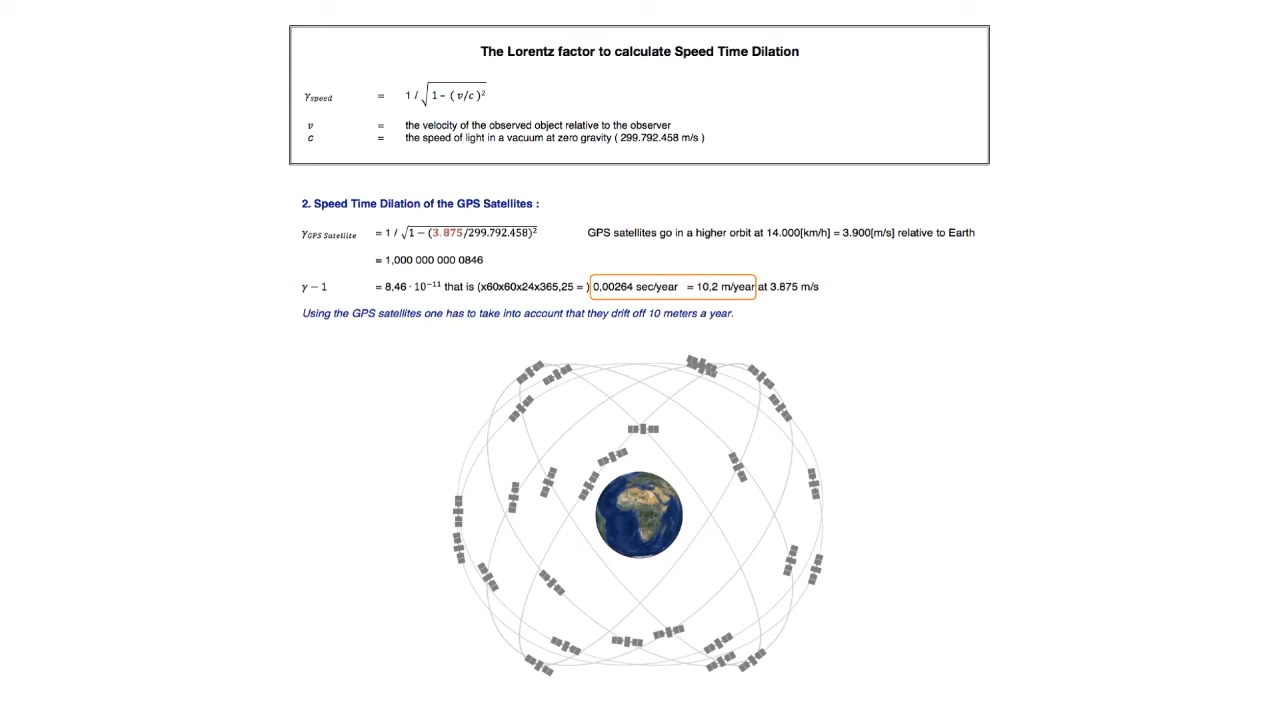 The Lorentz factor to calculate Speed Time Dilation
γspeed = 1 / √1 − ( v/c )²
v = the velocity of the observed object relative to the observer
c = the speed of light in a vacuum at zero gravity ( 299.792.458 m/s )
2. Speed Time Dilation of the GPS Satellites :
γGPS Satellite = 1 / √1 − (3.875/299.792.458)² GPS satellites go in a higher orbit at 14.000[km/h] = 3.900[m/s] relative to Earth
= 1,000 000 000 0846
γ − 1 = 8,46 · 10⁻¹¹ that is (x60x60x24x365,25 = ) 0,00264 sec/year = 10,2 m/year at 3.875 m/s
Using the GPS satellites one has to take into account that they drift off 10 meters a year.